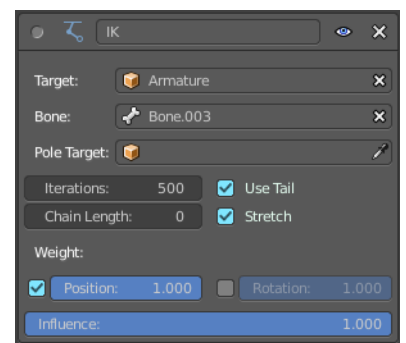 IK
Target: Armature
Bone: Bone.003
Pole Target:
Iterations: 500 Use Tail
Chain Length: 0 Stretch
Weight:
Position: 1.000 Rotation: 1.000
Influence: 1.000